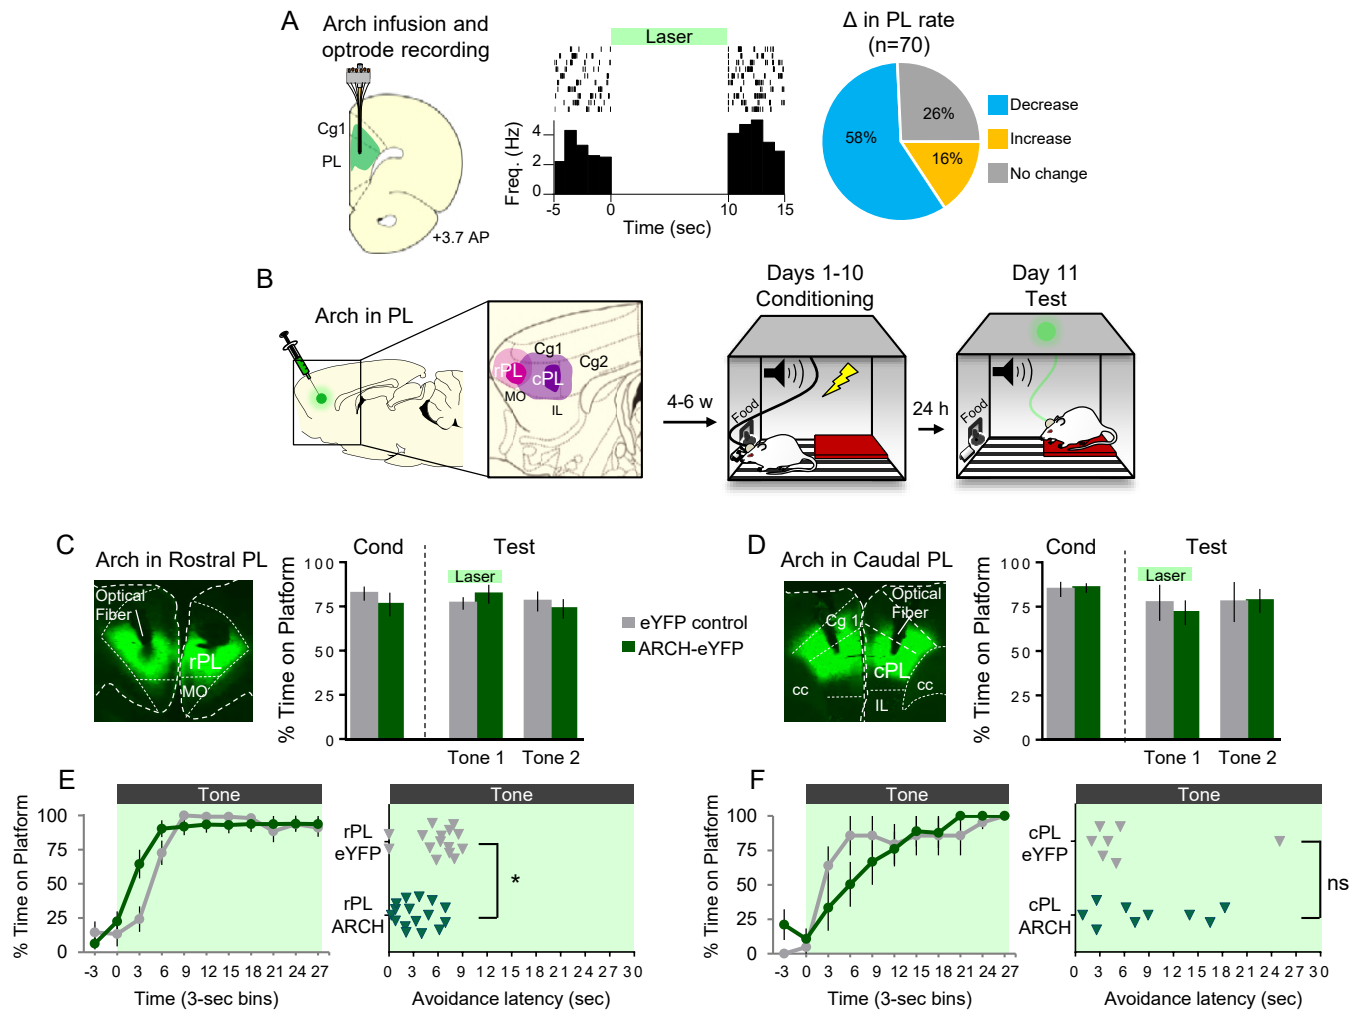 A
Arch infusion and
optrode recording
Cg1
PL
+3.7 AP
Laser
Freq. (Hz)
4
2
0
-5
0
10
15
Time (sec)
Δ in PL rate
(n=70)
58%
26%
16%
Decrease
Increase
No change
B
Arch in PL
Cg1
Cg2
rPL
cPL
MO
IL
4-6 w
Days 1-10
Conditioning
Food
24 h
Day 11
Test
Food
C
Arch in Rostral PL
Optical
Fiber
rPL
MO
% Time on Platform
100
75
50
25
0
Cond
Test
Laser
Tone 1
Tone 2
eYFP control
ARCH-eYFP
D
Arch in Caudal PL
Optical
Fiber
Cg 1
cPL
cc
cc
IL
% Time on Platform
100
75
50
25
0
Cond
Test
Laser
Tone 1
Tone 2
E
Tone
% Time on Platform
100
75
50
25
0
-3 0 3 6 9 12 15 18 21 24 27
Time (3-sec bins)
Tone
rPL
eYFP
rPL
ARCH
*
0 3 6 9 12 15 18 21 24 27 30
Avoidance latency (sec)
F
Tone
% Time on Platform
100
75
50
25
0
-3 0 3 6 9 12 15 18 21 24 27
Time (3-sec bins)
Tone
cPL
eYFP
cPL
ARCH
ns
0 3 6 9 12 15 18 21 24 27 30
Avoidance latency (sec)